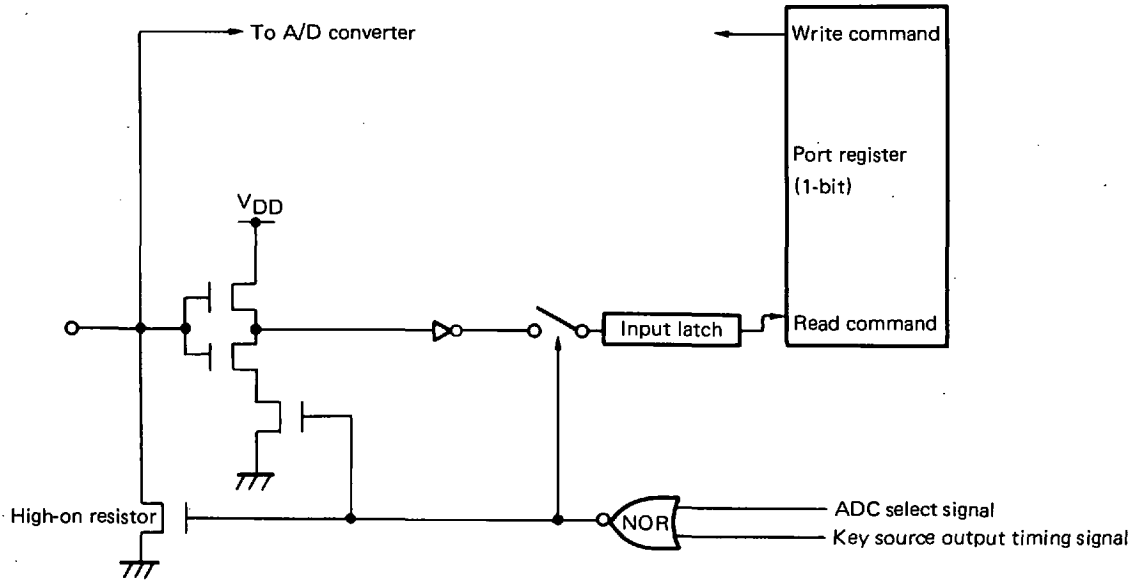 To A/D converter
Write command
Port register
(1-bit)
VDD
Input latch
Read command
High-on resistor
NOR
ADC select signal
Key source output timing signal